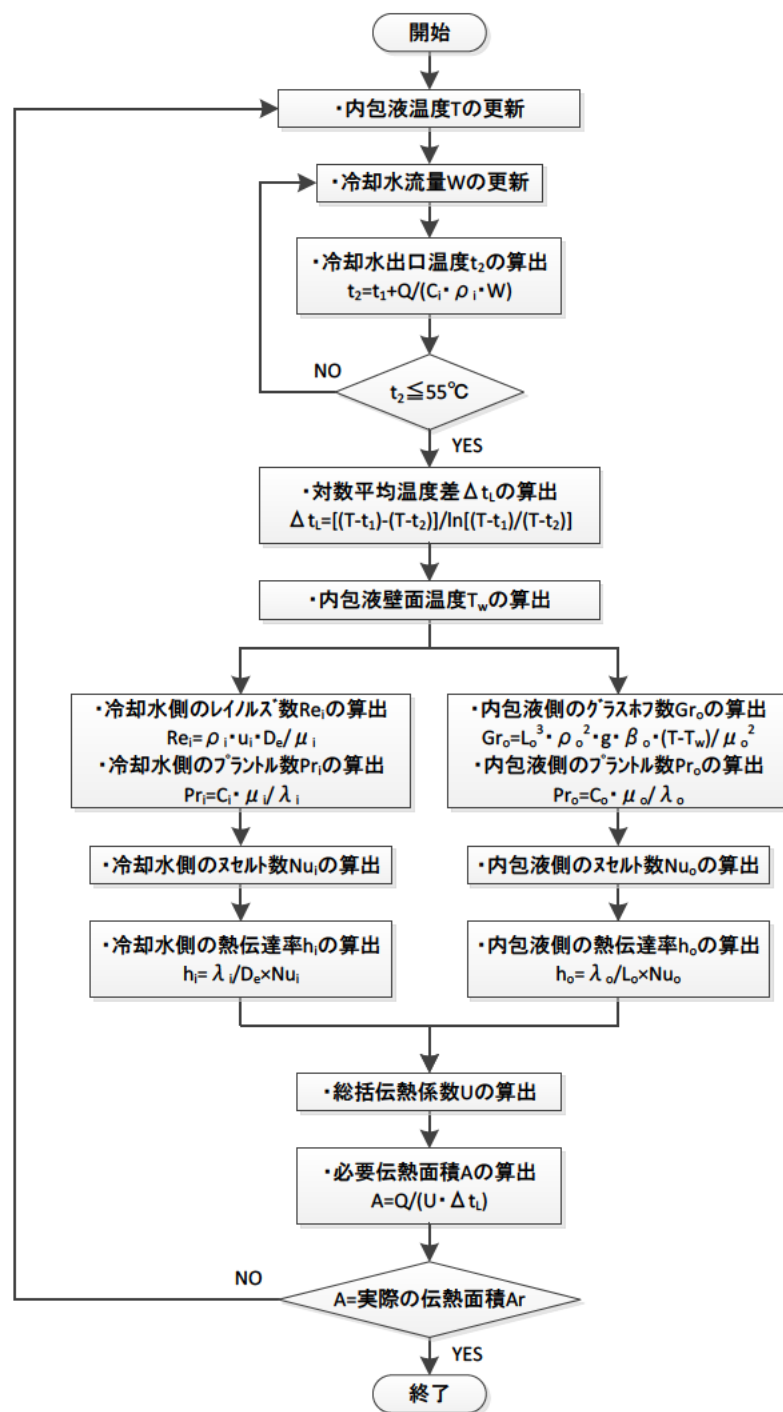 開始
・内包液温度Tの更新
・冷却水流量Wの更新
・冷却水出口温度t₂の算出
t₂=t₁+Q/(Cᵢ・ρᵢ・W)
NO
t₂≦55℃
YES
・対数平均温度差Δt_Lの算出
Δt_L=[(T-t₁)-(T-t₂)]/ln[(T-t₁)/(T-t₂)]
・内包液壁面温度T_wの算出
・冷却水側のレイノルズ数Reᵢの算出
Reᵢ=ρᵢ・uᵢ・Dₑ/μᵢ
・冷却水側のプラントル数Prᵢの算出
Prᵢ=Cᵢ・μᵢ/λᵢ
・内包液側のグラスホフ数Grₒの算出
Grₒ=Lₒ³・ρₒ²・g・βₒ・(T-T_w)/μₒ²
・内包液側のプラントル数Prₒの算出
Prₒ=Cₒ・μₒ/λₒ
・冷却水側のヌセルト数Nuᵢの算出
・内包液側のヌセルト数Nuₒの算出
・冷却水側の熱伝達率hᵢの算出
hᵢ=λᵢ/Dₑ×Nuᵢ
・内包液側の熱伝達率hₒの算出
hₒ=λₒ/Lₒ×Nuₒ
・総括伝熱係数Uの算出
・必要伝熱面積Aの算出
A=Q/(U・Δt_L)
NO
A=実際の伝熱面積Ar
YES
終了